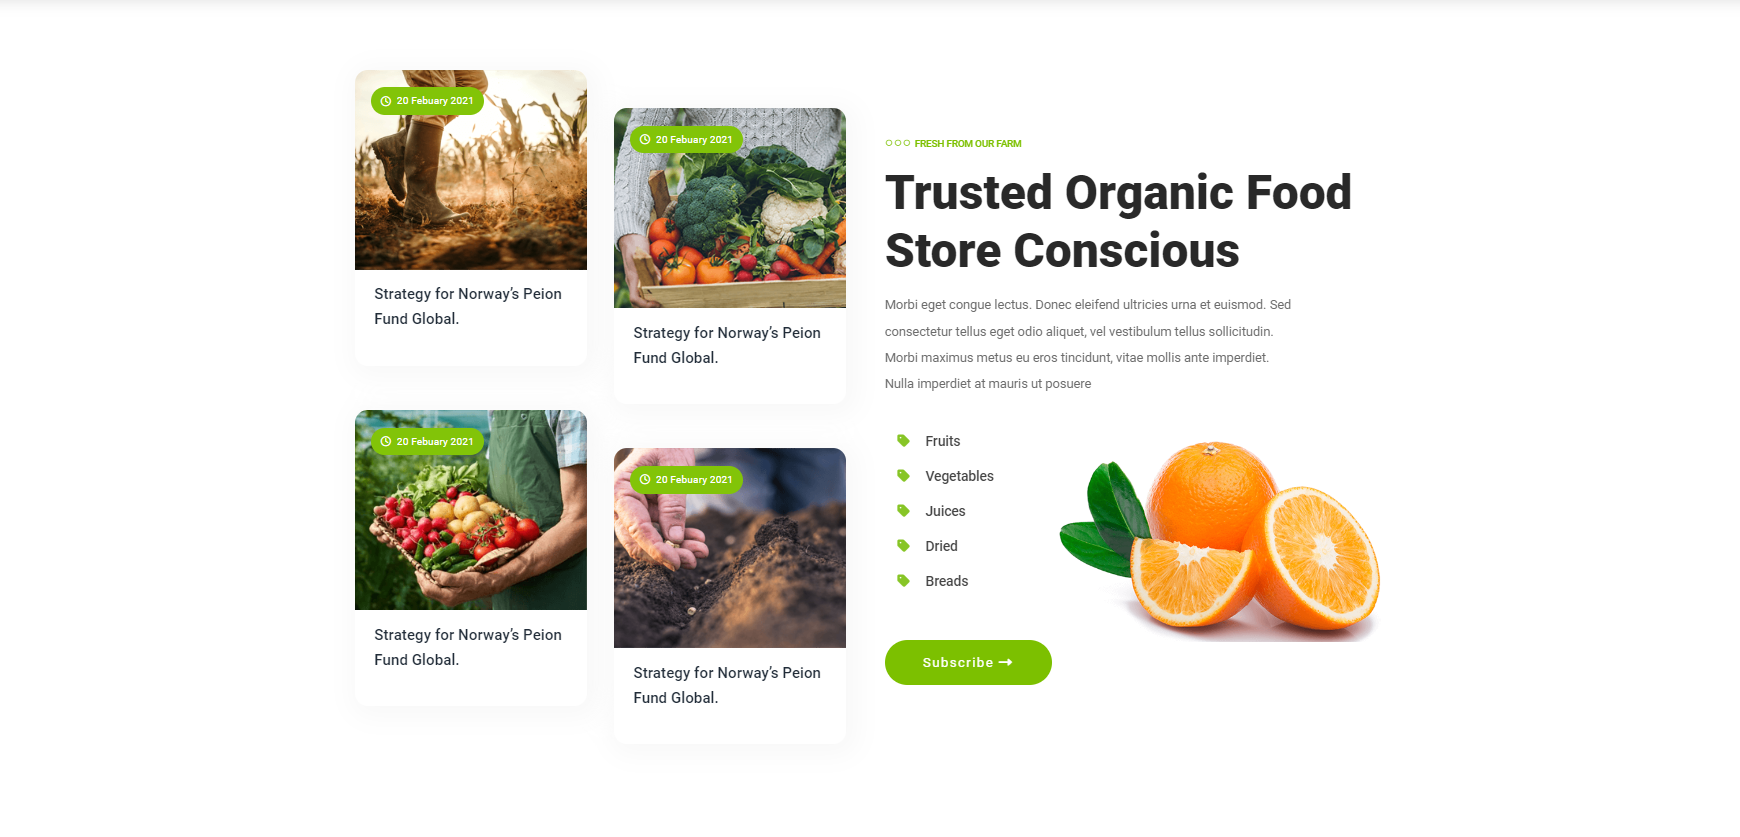 20 Febuary 2021
Strategy for Norway's Peion
Fund Global.
20 Febuary 2021
Strategy for Norway's Peion
Fund Global.
20 Febuary 2021
Strategy for Norway's Peion
Fund Global.
20 Febuary 2021
Strategy for Norway's Peion
Fund Global.
FRESH FROM OUR FARM
Trusted Organic Food
Store Conscious
Morbi eget congue lectus. Donec eleifend ultricies urna et euismod. Sed
consectetur tellus eget odio aliquet, vel vestibulum tellus sollicitudin.
Morbi maximus metus eu eros tincidunt, vitae mollis ante imperdiet.
Nulla imperdiet at mauris ut posuere
Fruits
Vegetables
Juices
Dried
Breads
Subscribe